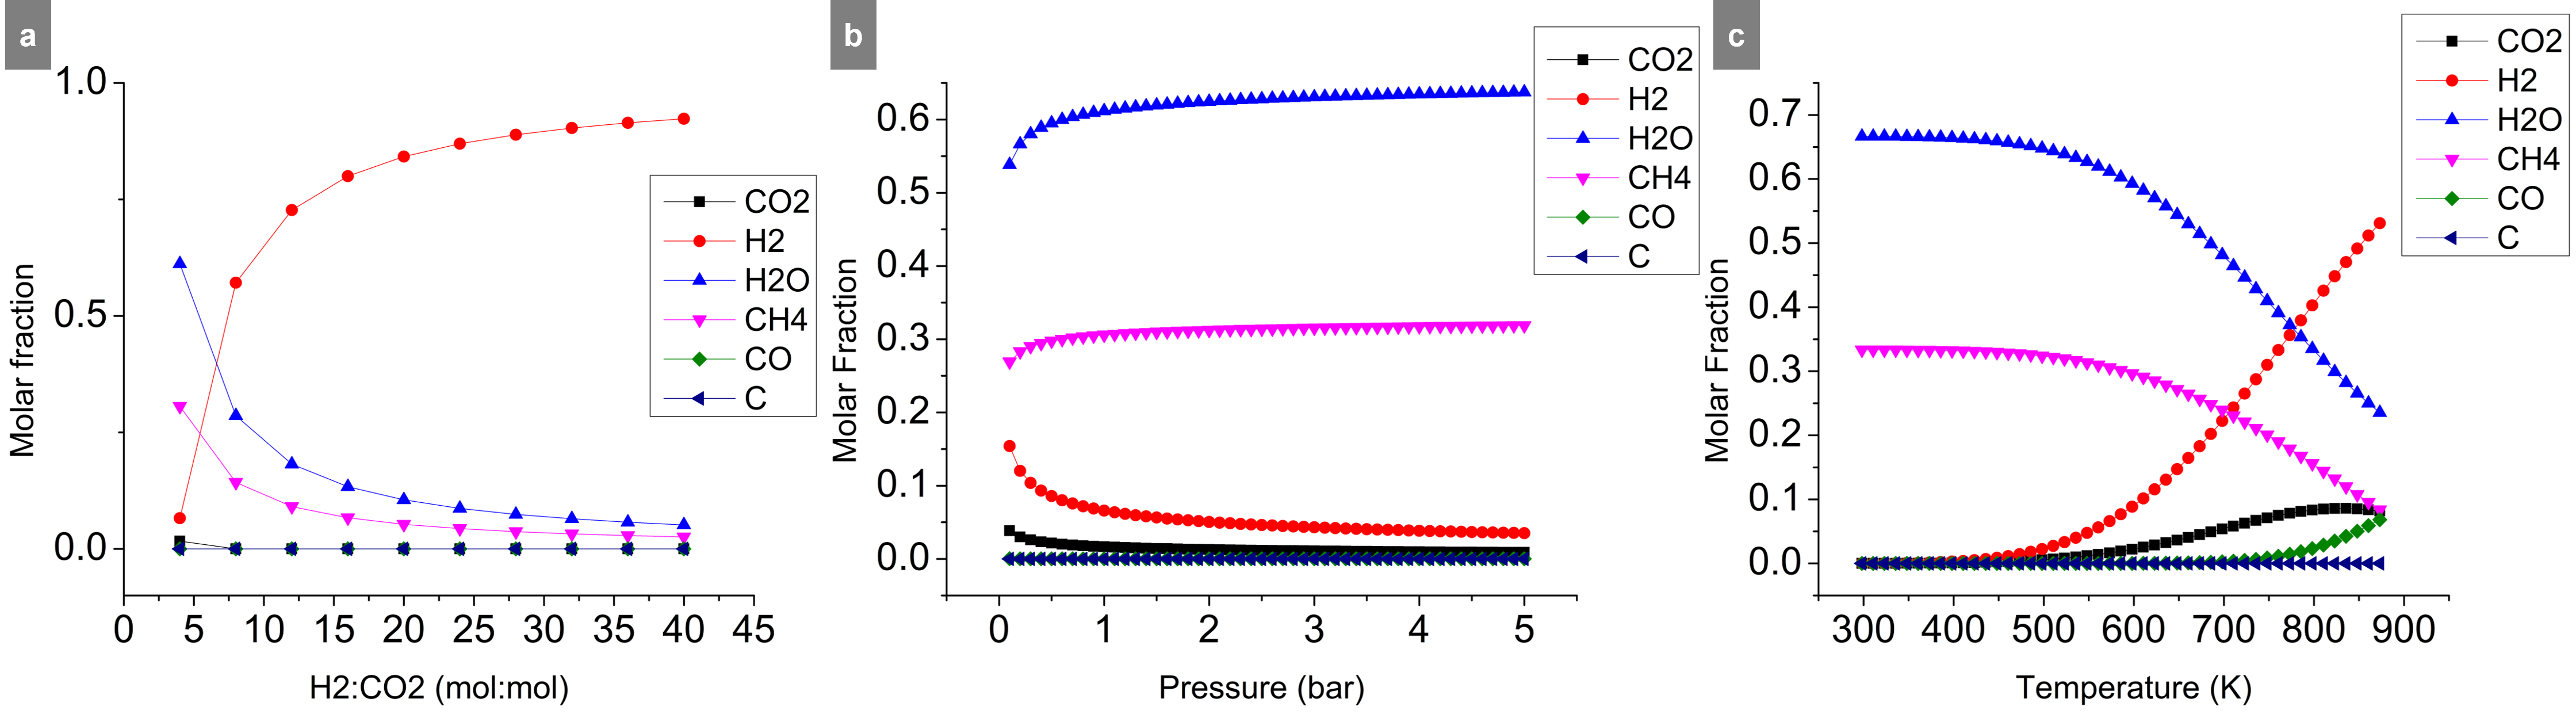 a
1.0
0.5
0.0
Molar fraction
0 5 10 15 20 25 30 35 40 45
H2:CO2 (mol:mol)
CO2
H2
H2O
CH4
CO
C
b
0.6
0.5
0.4
0.3
0.2
0.1
0.0
Molar Fraction
0 1 2 3 4 5
Pressure (bar)
CO2
H2
H2O
CH4
CO
C
c
0.7
0.6
0.5
0.4
0.3
0.2
0.1
0.0
Molar Fraction
300 400 500 600 700 800 900
Temperature (K)
CO2
H2
H2O
CH4
CO
C